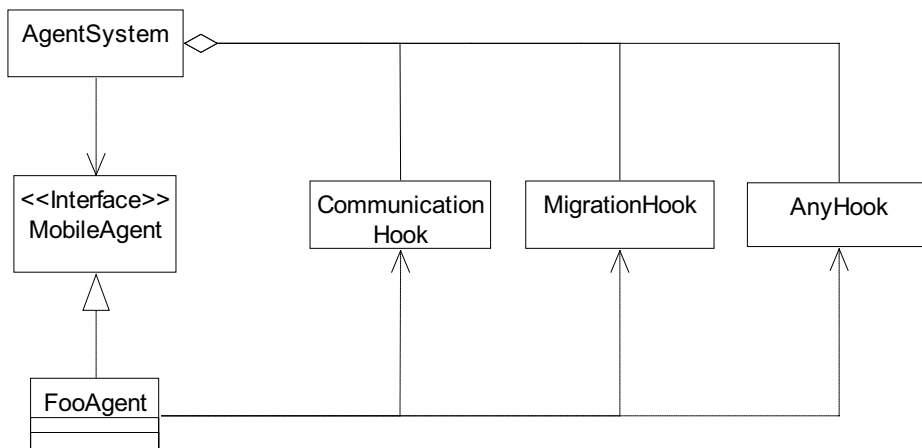 AgentSystem
<<Interface>>
MobileAgent
Communication
Hook
MigrationHook
AnyHook
FooAgent